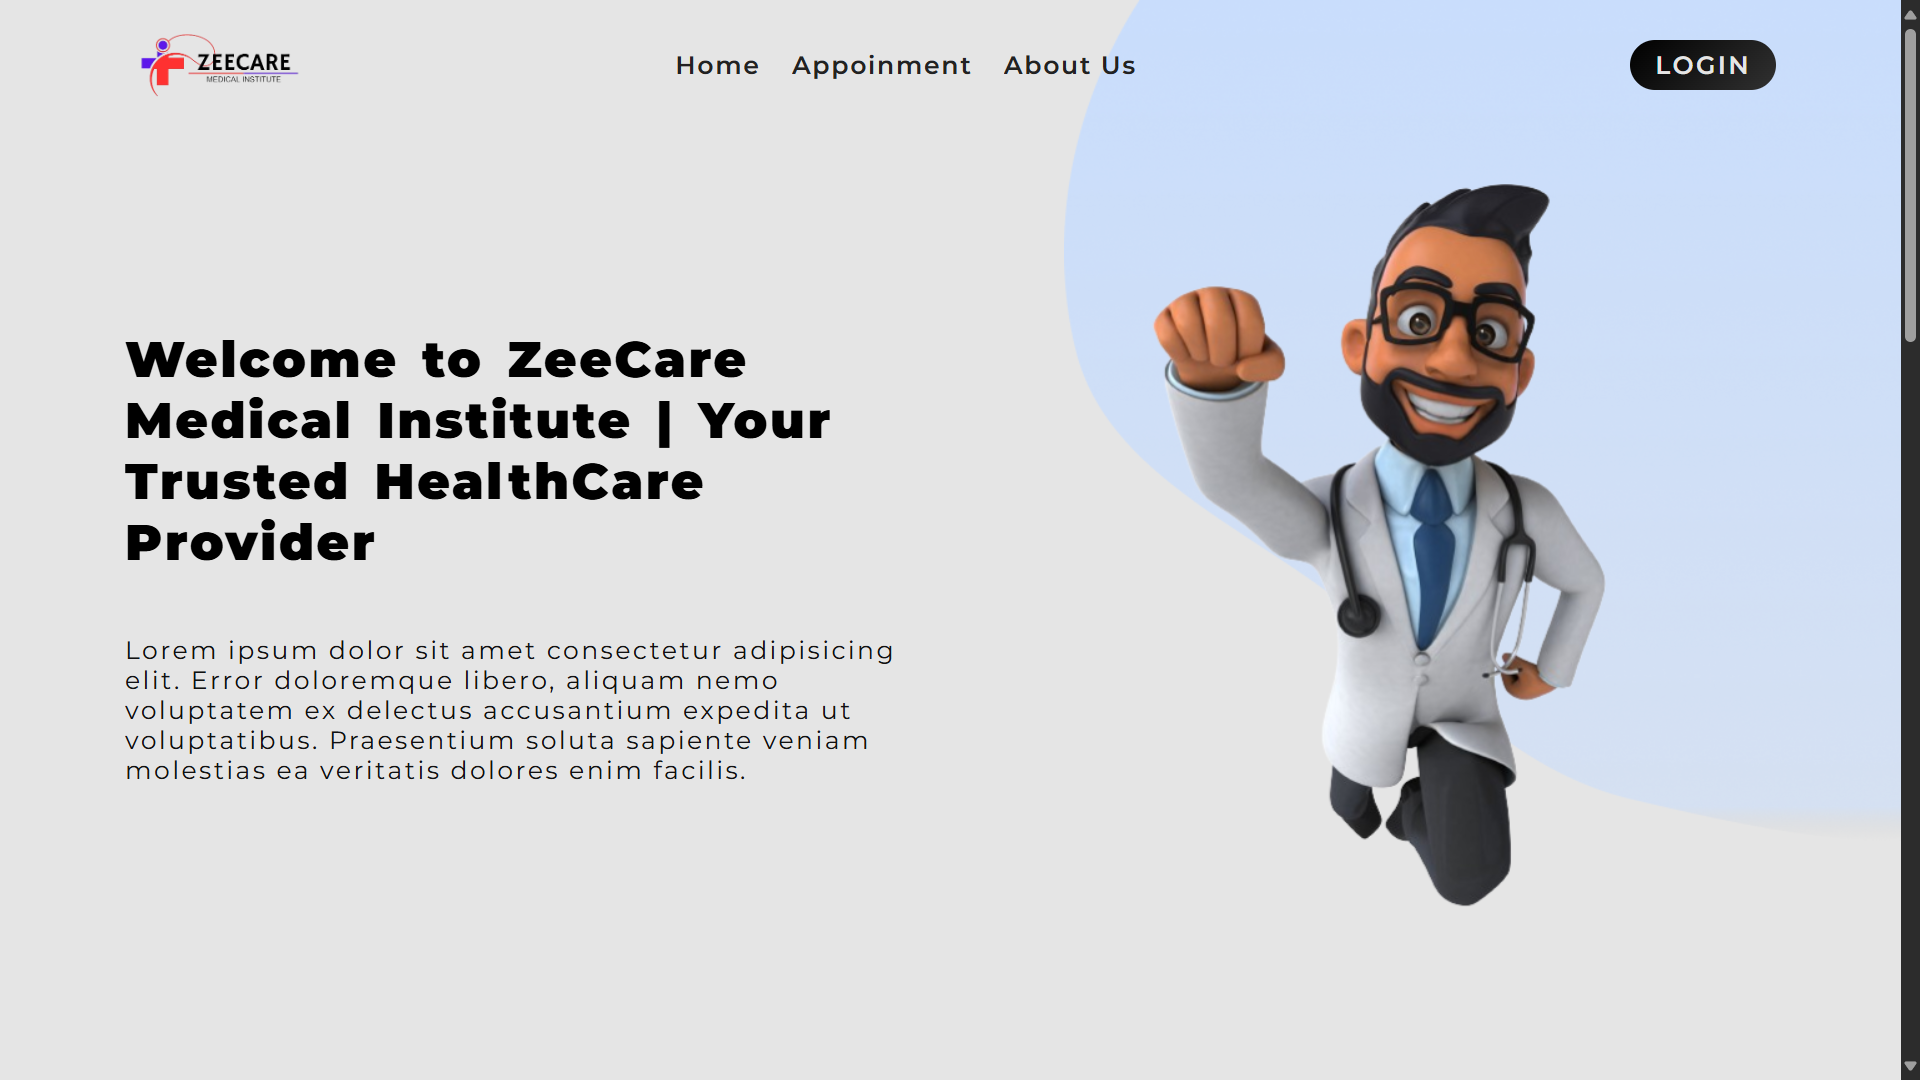 ZEECARE
MEDICAL INSTITUTE
Home Appoinment About Us
LOGIN
Welcome to ZeeCare
Medical Institute | Your
Trusted HealthCare
Provider
Lorem ipsum dolor sit amet consectetur adipisicing
elit. Error doloremque libero, aliquam nemo
voluptatem ex delectus accusantium expedita ut
voluptatibus. Praesentium soluta sapiente veniam
molestias ea veritatis dolores enim facilis.